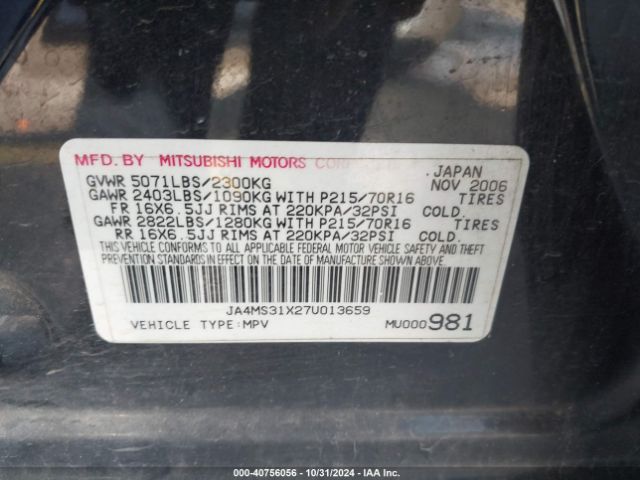 MFD. BY MITSUBISHI MOTORS CORPORATION JAPAN
GVWR 5071LBS/2300KG NOV 2006
GAWR 2403LBS/1090KG WITH P215/70R16 TIRES
FR 16X6.5JJ RIMS AT 220KPA/32PSI COLD.
GAWR 2822LBS/1280KG WITH P215/70R16 TIRES
RR 16X6.5JJ RIMS AT 220KPA/32PSI COLD.
THIS VEHICLE CONFORMS TO ALL APPLICABLE FEDERAL MOTOR VEHICLE SAFETY AND THEFT
PREVENTION STANDARDS IN EFFECT ON THE DATE OF MANUFACTURE SHOWN ABOVE.
JA4MS31X27U013659
VEHICLE TYPE:MPV MU000981
000-40756056 - 10/31/2024 - IAA